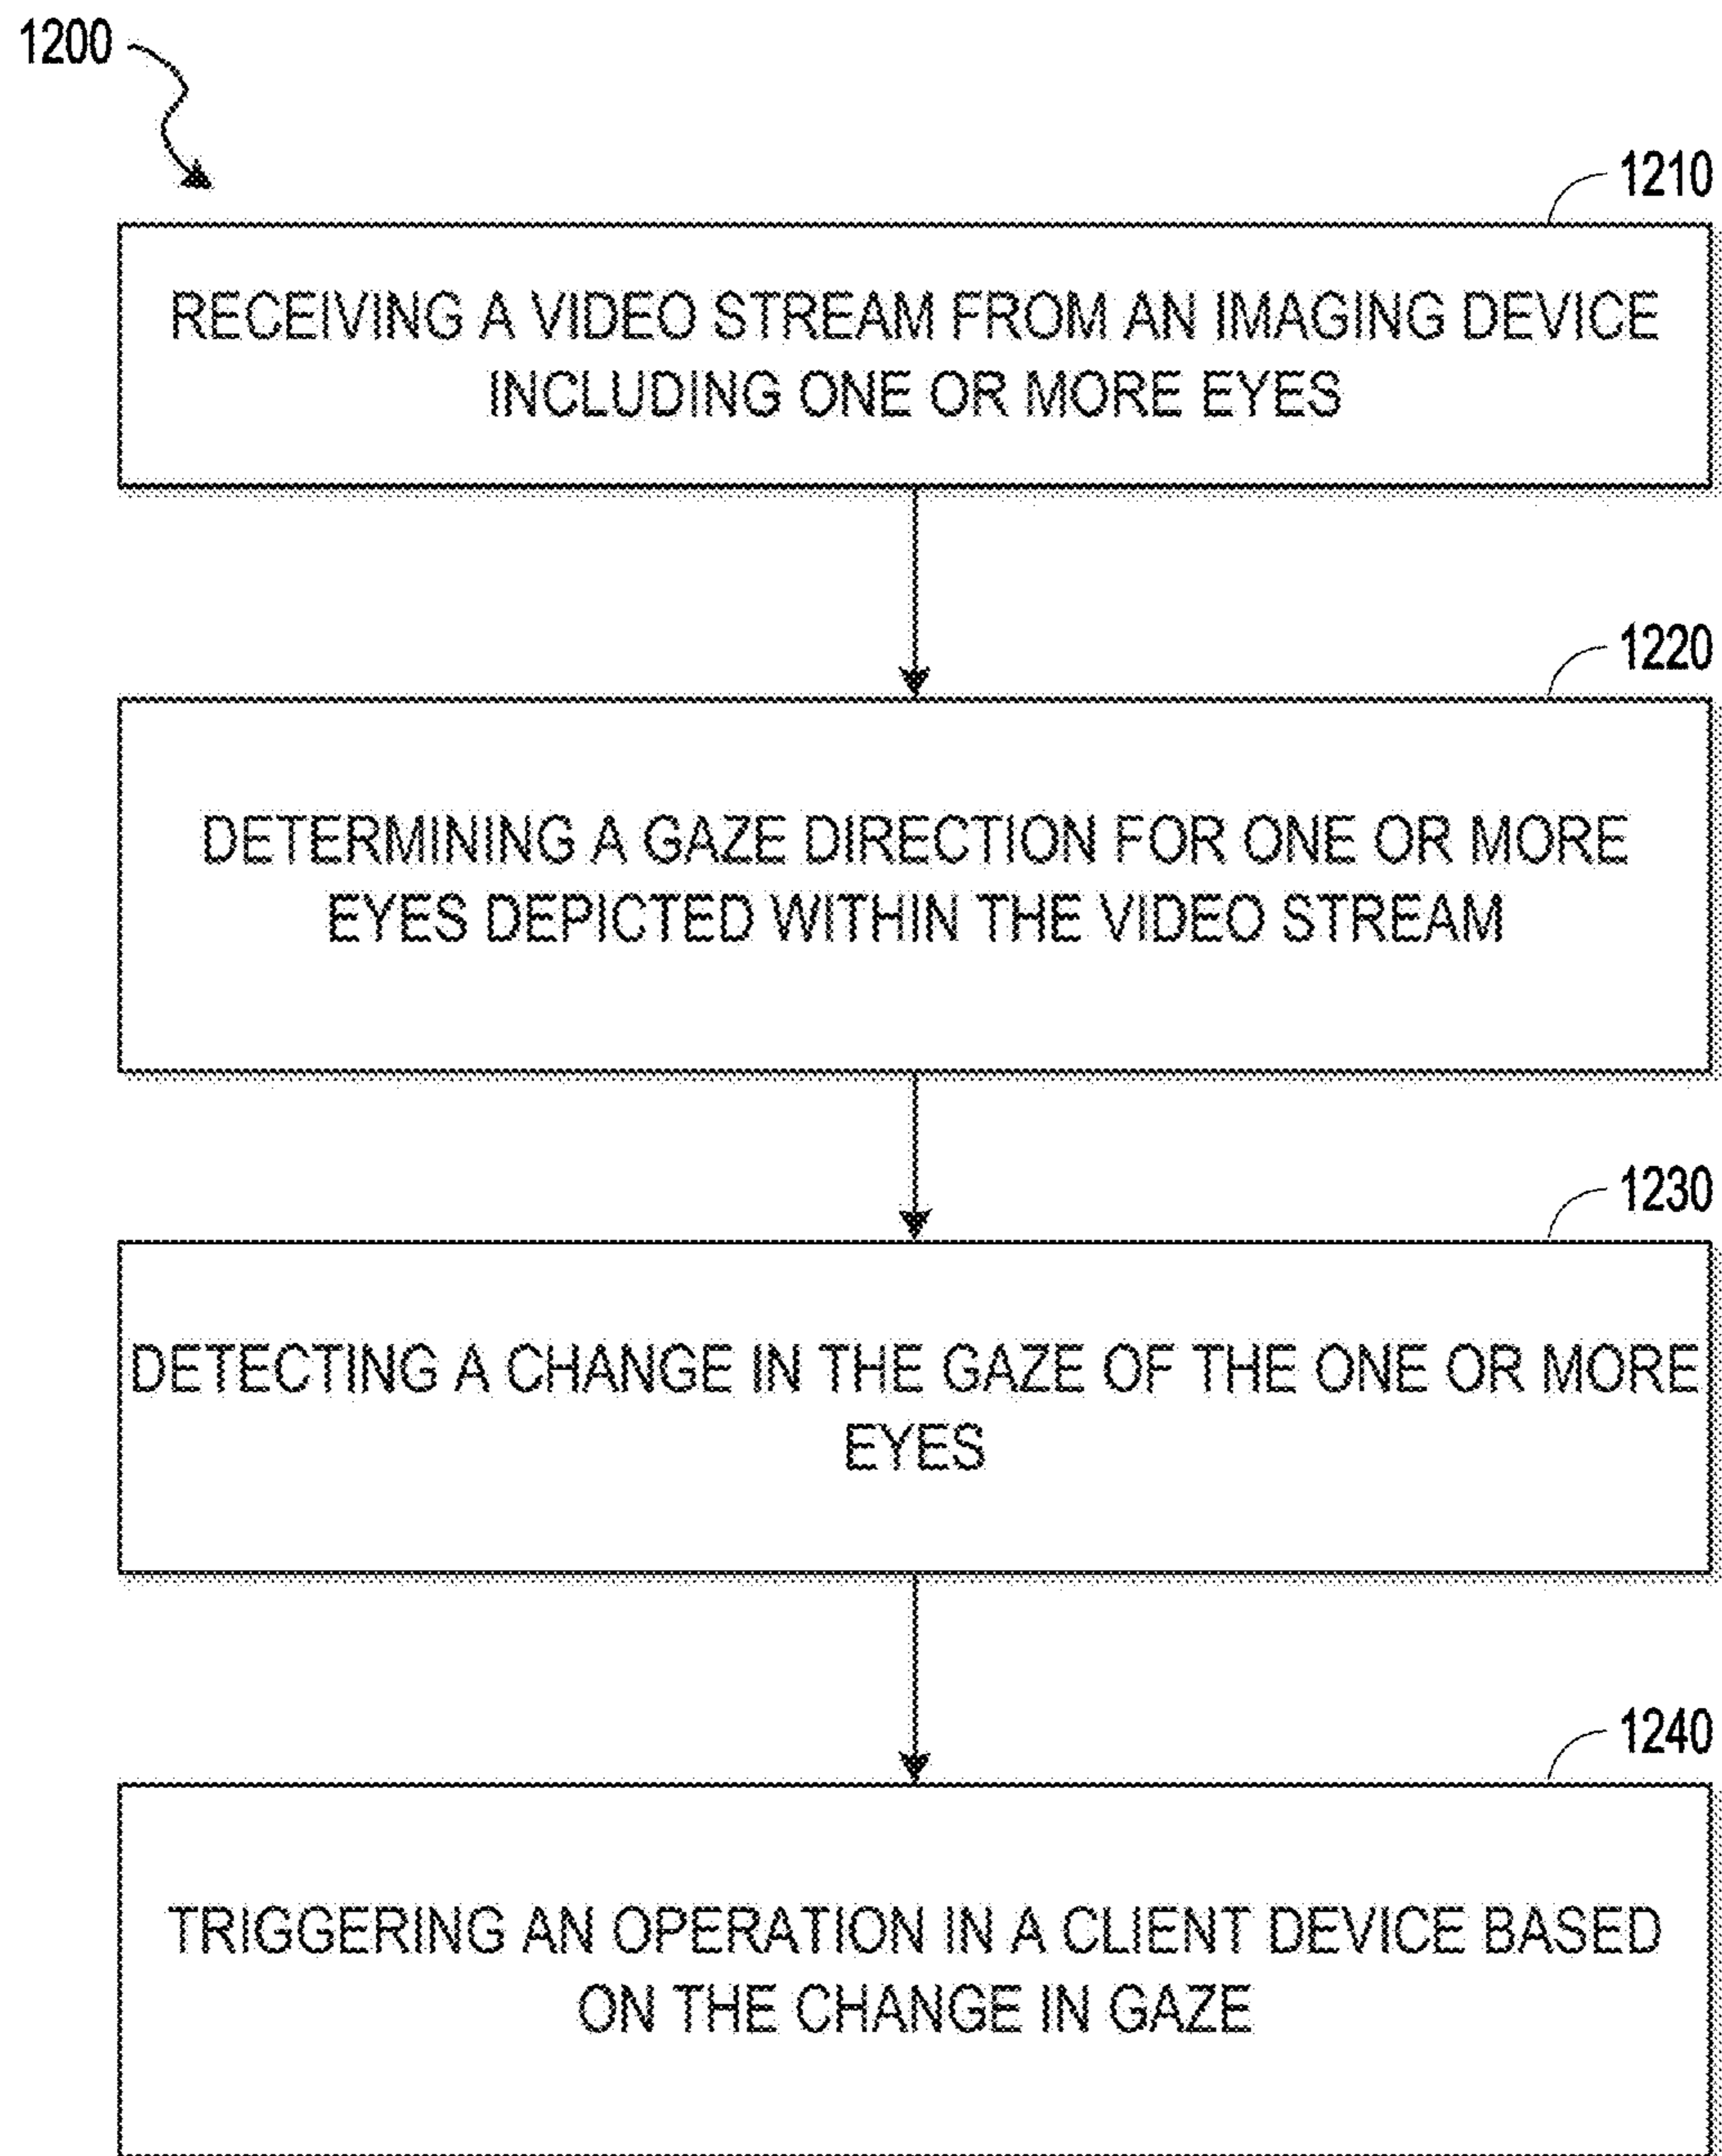 1200
1210
RECEIVING A VIDEO STREAM FROM AN IMAGING DEVICE
INCLUDING ONE OR MORE EYES
1220
DETERMINING A GAZE DIRECTION FOR ONE OR MORE
EYES DEPICTED WITHIN THE VIDEO STREAM
1230
DETECTING A CHANGE IN THE GAZE OF THE ONE OR MORE
EYES
1240
TRIGGERING AN OPERATION IN A CLIENT DEVICE BASED
ON THE CHANGE IN GAZE